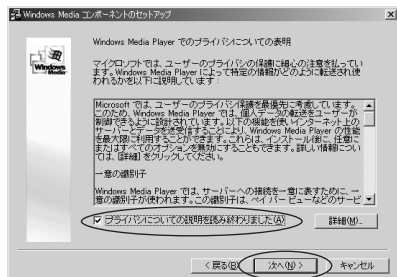 Windows Media コンポーネントのセットアップ
Windows Media Player でのプライバシについての表明
マイクロソフトでは、ユーザーのプライバシの保護に細心の注意を払っています。Windows Media Player によって特定の情報がどのように転送され使われるかを以下に説明しています:
Windows
Media
Microsoft では、ユーザーのプライバシ保護を最優先に考慮しています。
このため、Windows Media Player では、個人データの転送をユーザーが
制御できるように設計されています。以下の機能を使いインターネット上の
サーバーとデータを送受信することにより、Windows Media Player の性能
を最大限に利用することができます。これらは、インストール後に、任意に
またはすべてのオプションを無効にすることもできます。詳しい情報につい
ては、[詳細] をクリックしてください。
一意の識別子
Windows Media Player では、サーバーへの接続を一意に表すために、一
意の識別子が使われます。この識別子は、ペイ パー ビューなどのサービ
プライバシについての説明を読み終わりました(A)
詳細(M)...
< 戻る(B)
次へ(N) >
キャンセル